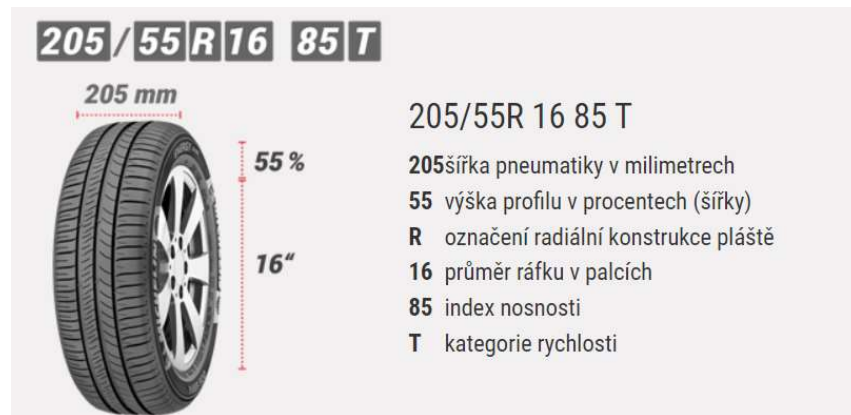 205/55R16 85T
205 mm
55 %
16“
205/55R 16 85 T
205šířka pneumatiky v milimetrech
55 výška profilu v procentech (šířky)
R označení radiální konstrukce pláště
16 průměr ráfku v palcích
85 index nosnosti
T kategorie rychlosti